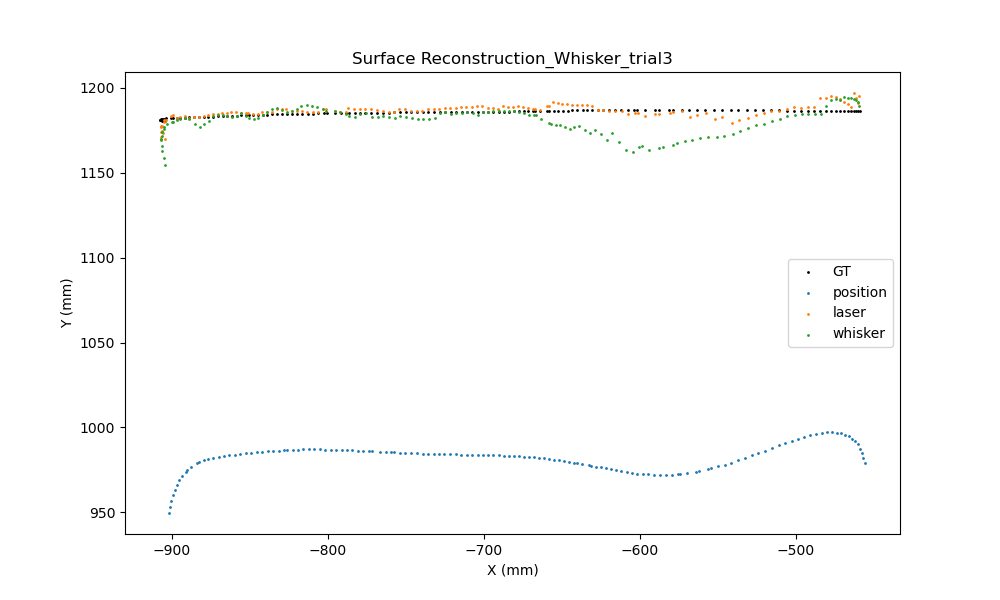 Surface Reconstruction_Whisker_trial3
1200
1150
1100
1050
1000
950
Y (mm)
GT
position
laser
whisker
−900
−800
−700
−600
−500
X (mm)